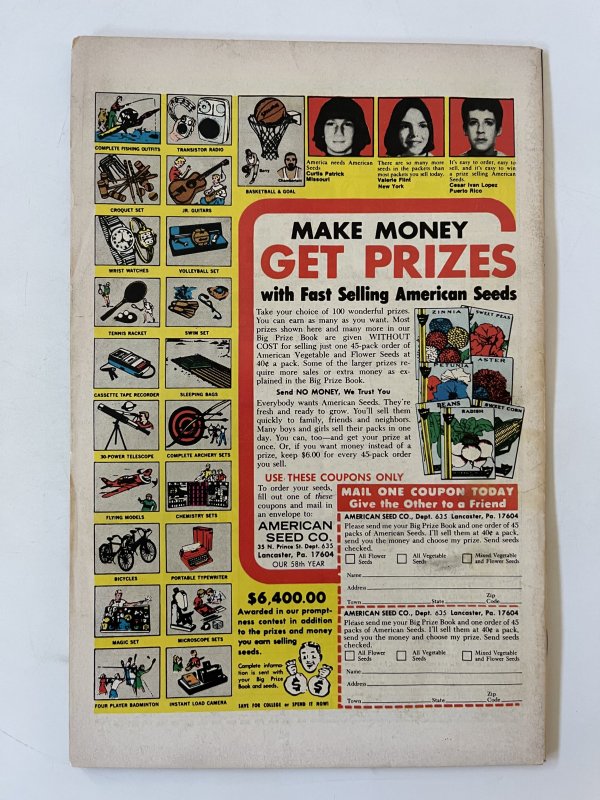 COMPLETE FISHING OUTFITS
TRANSISTOR RADIO
BASKETBALL & GOAL
CROQUET SET
JR. GUITARS
WRIST WATCHES
VOLLEYBALL SET
TENNIS RACKET
SWIM SET
CASSETTE TAPE RECORDER
SLEEPING BAGS
30-POWER TELESCOPE
COMPLETE ARCHERY SETS
FLYING MODELS
CHEMISTRY SETS
BICYCLES
PORTABLE TYPEWRITER
MAGIC SET
MICROSCOPE SETS
FOUR PLAYER BADMINTON
INSTANT LOAD CAMERA
America needs American
Seeds
Curtis Patrick
Missouri
There are so many more
seeds in the packets than
most packets you sell today.
Valerie Flint
New York
It's easy to order, easy to
sell, and it's easy to win
a prize selling American
Seeds.
Cesar Ivan Lopez
Puerto Rico
MAKE MONEY
GET PRIZES
with Fast Selling American Seeds
Take your choice of 100 wonderful prizes.
You can earn as many as you want. Most
prizes shown here and many more in our
Big Prize Book are given WITHOUT
COST for selling just one 45-pack order of
American Vegetable and Flower Seeds at
40¢ a pack. Some of the larger prizes re-
quire more sales or extra money as ex-
plained in the Big Prize Book.
Send NO MONEY, We Trust You
Everybody wants American Seeds. They're
fresh and ready to grow. You'll sell them
quickly to family, friends and neighbors.
Many boys and girls sell their packs in one
day. You can, too—and get your prize at
once. Or, if you want money instead of a
prize, keep $6.00 for every 45-pack order
you sell.
ZINNIA
SWEET PEAS
PETUNIA
ASTER
BEANS
RADISH
SWEET CORN
USE THESE COUPONS ONLY
To order your seeds,
fill out one of these
coupons and mail in
an envelope to:
AMERICAN
SEED CO.
35 N. Prince St. Dept. 635
Lancaster, Pa. 17604
OUR 58th YEAR
MAIL ONE COUPON TODAY
Give the Other to a Friend
AMERICAN SEED CO., Dept. 635 Lancaster, Pa. 17604
Please send me your Big Prize Book and one order of 45
packs of American Seeds. I'll sell them at 40¢ a pack,
send you the money and choose my prize. Send seeds
checked.
All Flower
Seeds
All Vegetable
Seeds
Mixed Vegetable
and Flower Seeds
Name
Address
Town State Zip Code
AMERICAN SEED CO., Dept. 635 Lancaster, Pa. 17604
Please send me your Big Prize Book and one order of 45
packs of American Seeds. I'll sell them at 40¢ a pack,
send you the money and choose my prize. Send seeds
checked.
All Flower
Seeds
All Vegetable
Seeds
Mixed Vegetable
and Flower Seeds
Name
Address
Town State Zip Code
$6,400.00
Awarded in our prompt-
ness contest in addition
to the prizes and money
you earn selling
seeds.
Complete informa-
tion is sent with
your Big Prize
Book and seeds.
SAVE FOR COLLEGE or SPEND IT NOW!